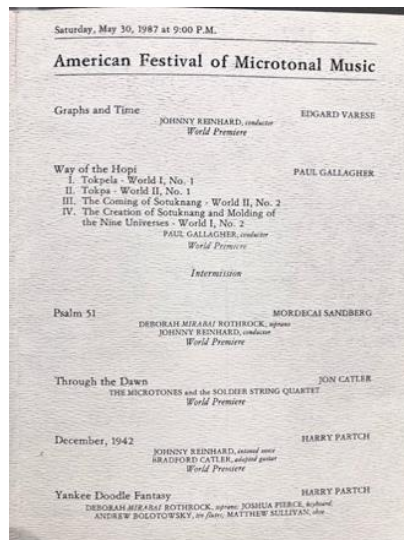 Saturday, May 30, 1987 at 9:00 P.M.
American Festival of Microtonal Music
Graphs and Time EDGARD VARESE
JOHNNY REINHARD, conductor
World Premiere
Way of the Hopi PAUL GALLAGHER
I. Tokpela - World I, No. 1
II. Tokpa - World II, No. 1
III. The Coming of Sotuknang - World II, No. 2
IV. The Creation of Sotuknang and Molding of
the Nine Universes - World I, No. 2
PAUL GALLAGHER, conductor
World Premiere
Intermission
Psalm 51 MORDECAI SANDBERG
DEBORAH MIRABAI ROTHROCK, soprano
JOHNNY REINHARD, conductor
World Premiere
Through the Dawn JON CATLER
THE MICROTONES and the SOLDIER STRING QUARTET
World Premiere
December, 1942 HARRY PARTCH
JOHNNY REINHARD, intoned voice
BRADFORD CATLER, adapted guitar
World Premiere
Yankee Doodle Fantasy HARRY PARTCH
DEBORAH MIRABAI ROTHROCK, soprano; JOSHUA PIERCE, keyboard;
ANDREW BOLOTOWSKY, tin flutes; MATTHEW SULLIVAN, oboe